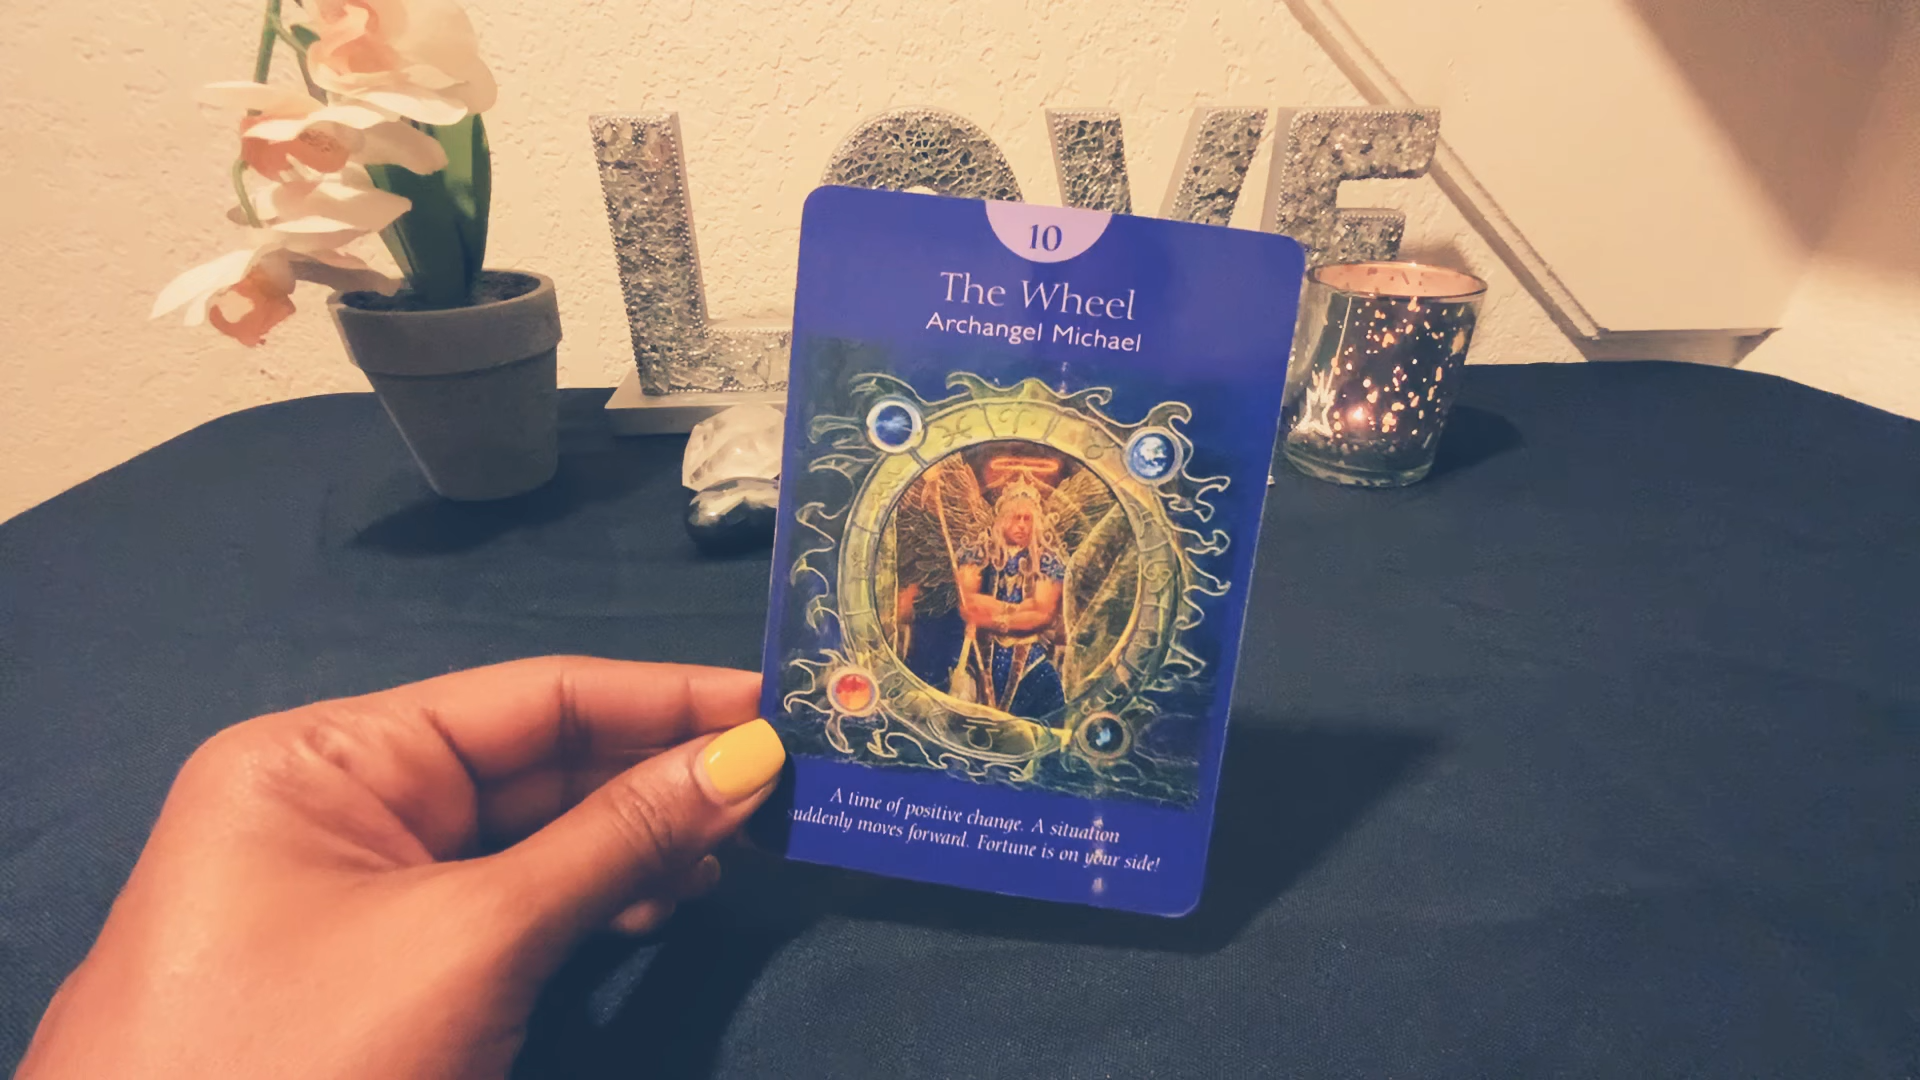 LOVE
10
The Wheel
Archangel Michael
A time of positive change. A situation
suddenly moves forward. Fortune is on your side!